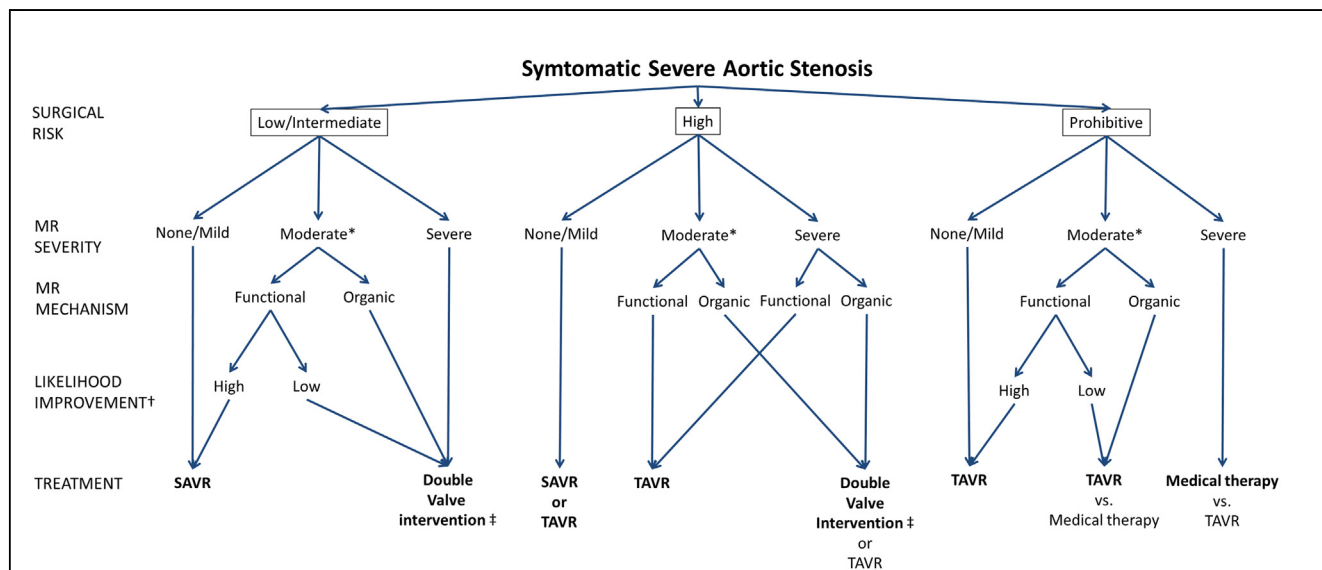 Symtomatic Severe Aortic Stenosis
SURGICAL
RISK
Low/Intermediate
High
Prohibitive
MR
SEVERITY
None/Mild
Moderate*
Severe
None/Mild
Moderate*
Severe
None/Mild
Moderate*
Severe
MR
MECHANISM
Functional
Organic
Functional
Organic
Functional
Organic
Functional
Organic
LIKELIHOOD
IMPROVEMENT†
High
Low
High
Low
TREATMENT
SAVR
Double
Valve
intervention ‡
SAVR
or
TAVR
TAVR
Double
Valve
Intervention ‡
or
TAVR
TAVR
TAVR
vs.
Medical therapy
Medical therapy
vs.
TAVR